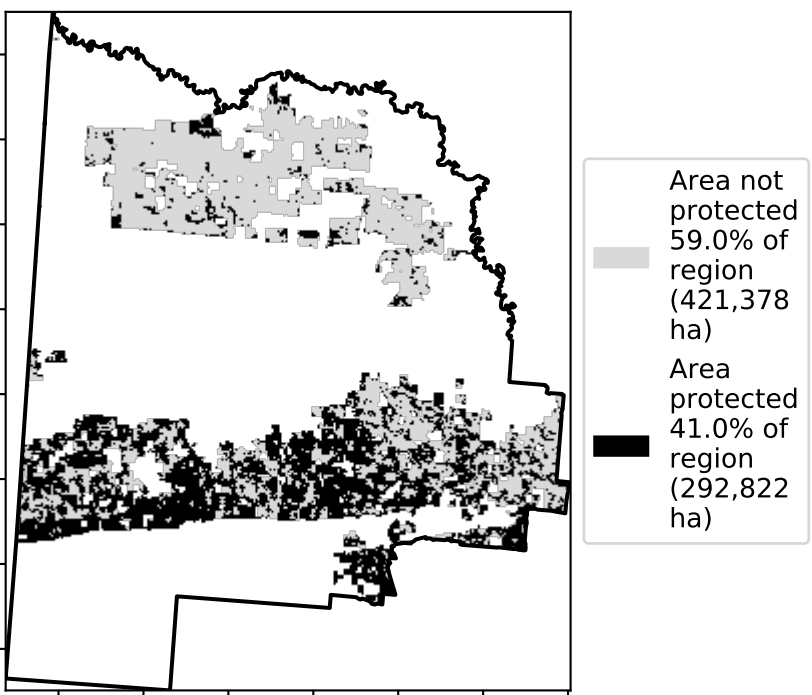 Area not
protected
59.0% of
region
(421,378
ha)
Area
protected
41.0% of
region
(292,822
ha)